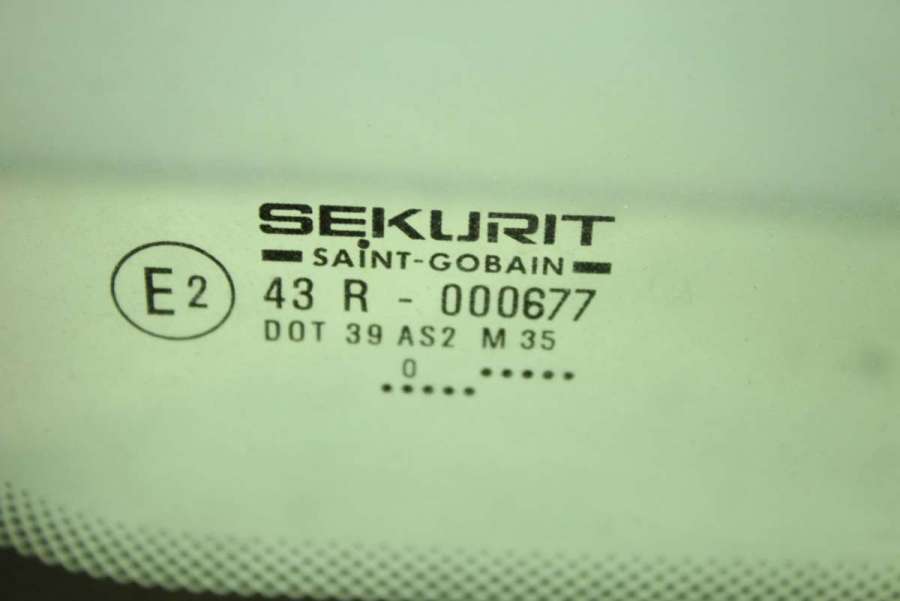 SEKURIT
SAINT-GOBAIN
E2
43 R - 000677
DOT 39 AS2 M 35
0 .....
.....